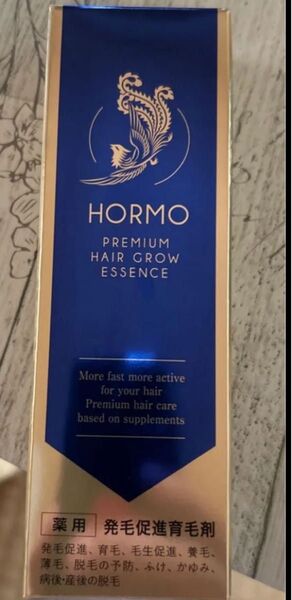 HORMO
PREMIUM
HAIR GROW
ESSENCE
More fast more active
for your hair
Premium hair care
based on supplements
薬用 発毛促進育毛剤
発毛促進、育毛、毛生促進、養毛、
薄毛、脱毛の予防、ふけ、かゆみ、
病後・産後の脱毛